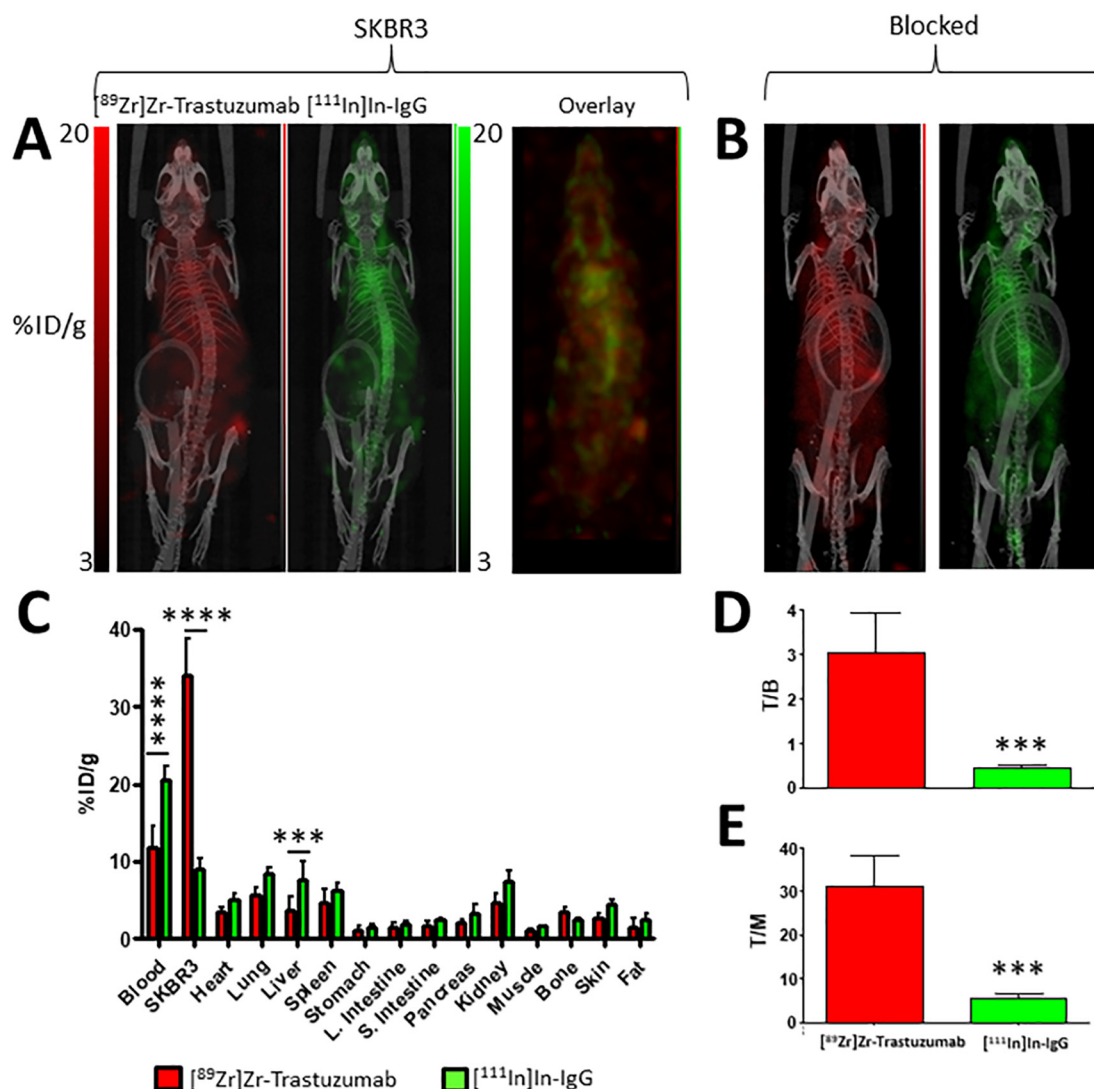 SKBR3
Blocked
[⁸⁹Zr]Zr-Trastuzumab [¹¹¹In]In-IgG
Overlay
A
20
20
B
%ID/g
3
3
C
****
****
***
40
30
20
10
0
%ID/g
Blood
SKBR3
Heart
Lung
Liver
Spleen
Stomach
L. Intestine
S. Intestine
Pancreas
Kidney
Muscle
Bone
Skin
Fat
[⁸⁹Zr]Zr-Trastuzumab
[¹¹¹In]In-IgG
D
4
3
2
1
0
T/B
***
E
40
30
20
10
0
T/M
***
[⁸⁹Zr]Zr-Trastuzumab
[¹¹¹In]In-IgG